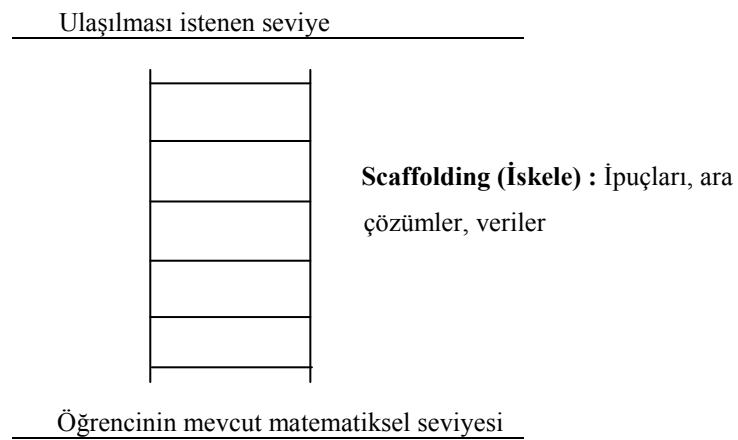 Ulaşılması istenen seviye
Scaffolding (İskele) : İpuçları, ara
çözümler, veriler
Öğrencinin mevcut matematiksel seviyesi